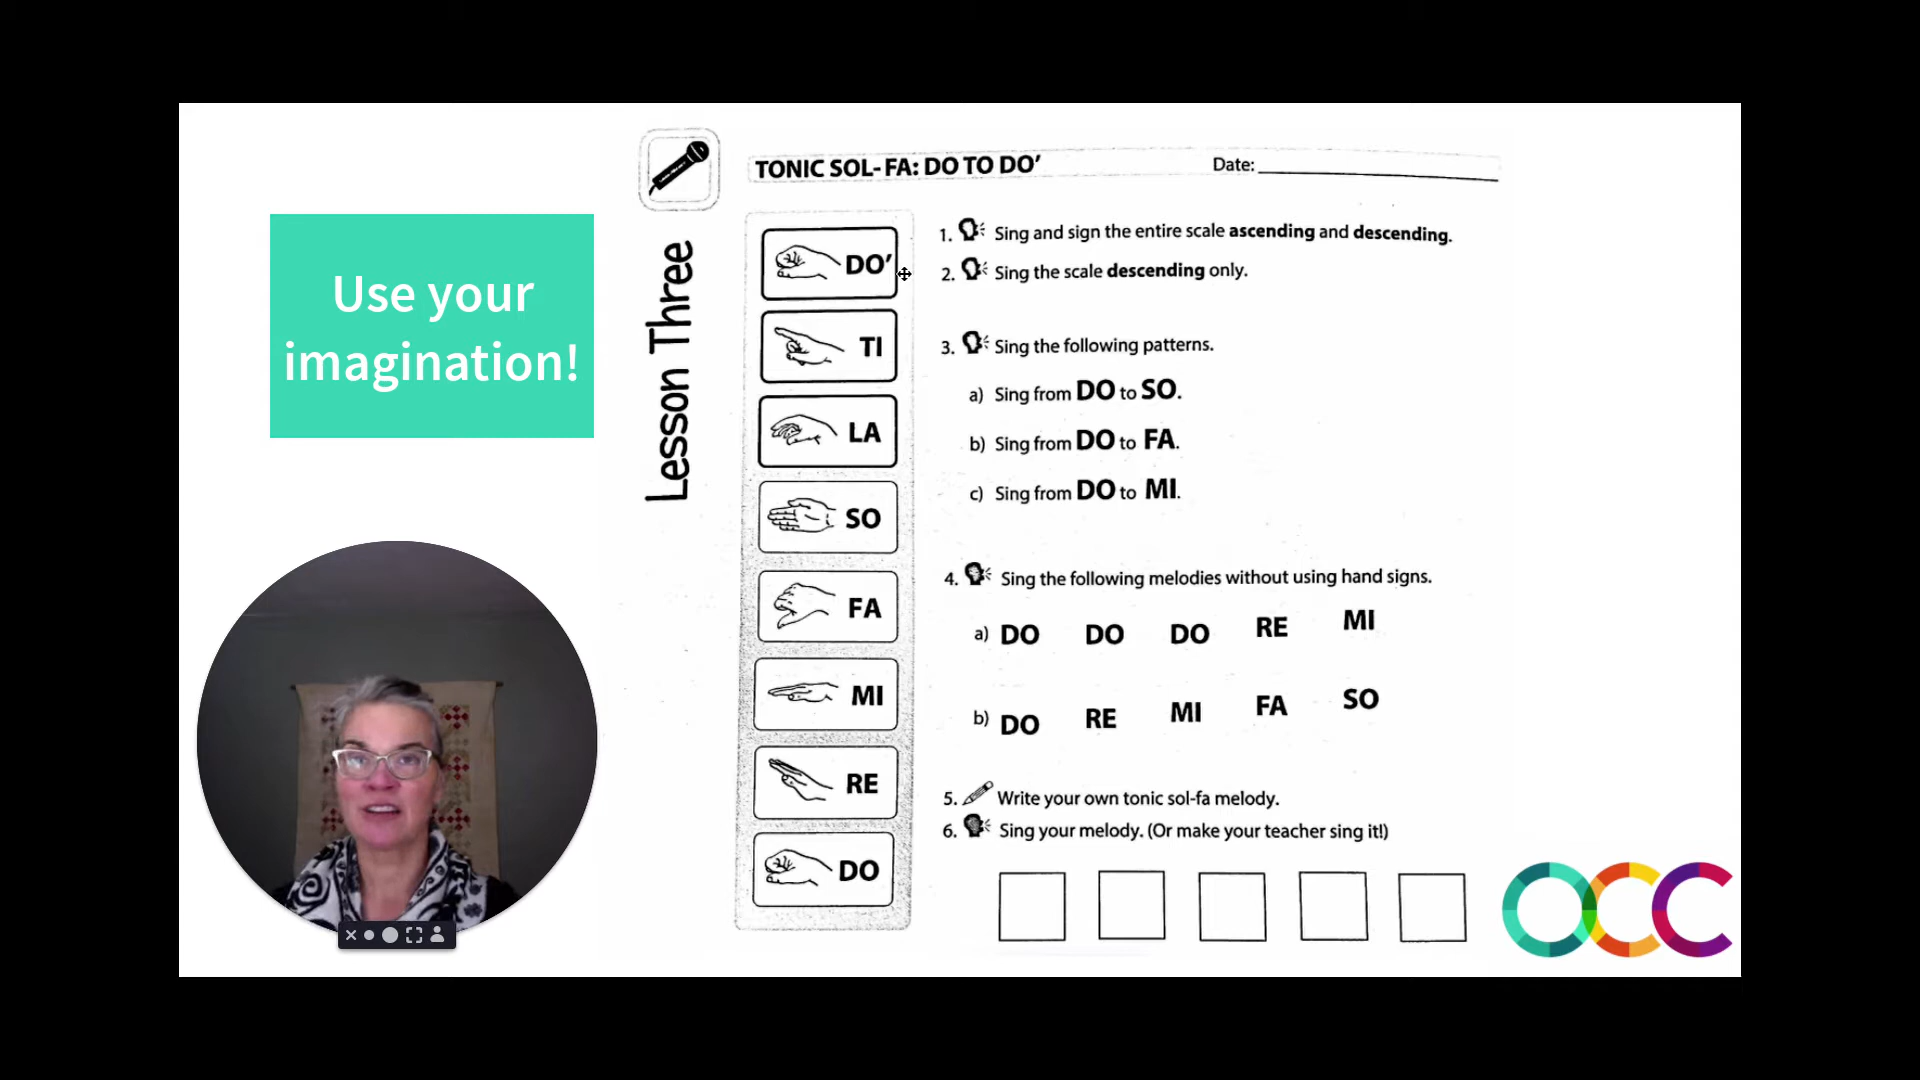 Use your
imagination!
Lesson Three
TONIC SOL-FA: DO TO DO’
Date:
DO’
TI
LA
SO
FA
MI
RE
DO
1. Sing and sign the entire scale ascending and descending.
2. Sing the scale descending only.
3. Sing the following patterns.
a) Sing from DO to SO.
b) Sing from DO to FA.
c) Sing from DO to MI.
4. Sing the following melodies without using hand signs.
a) DO DO DO RE MI
b) DO RE MI FA SO
5. Write your own tonic sol-fa melody.
6. Sing your melody. (Or make your teacher sing it!)
OCC